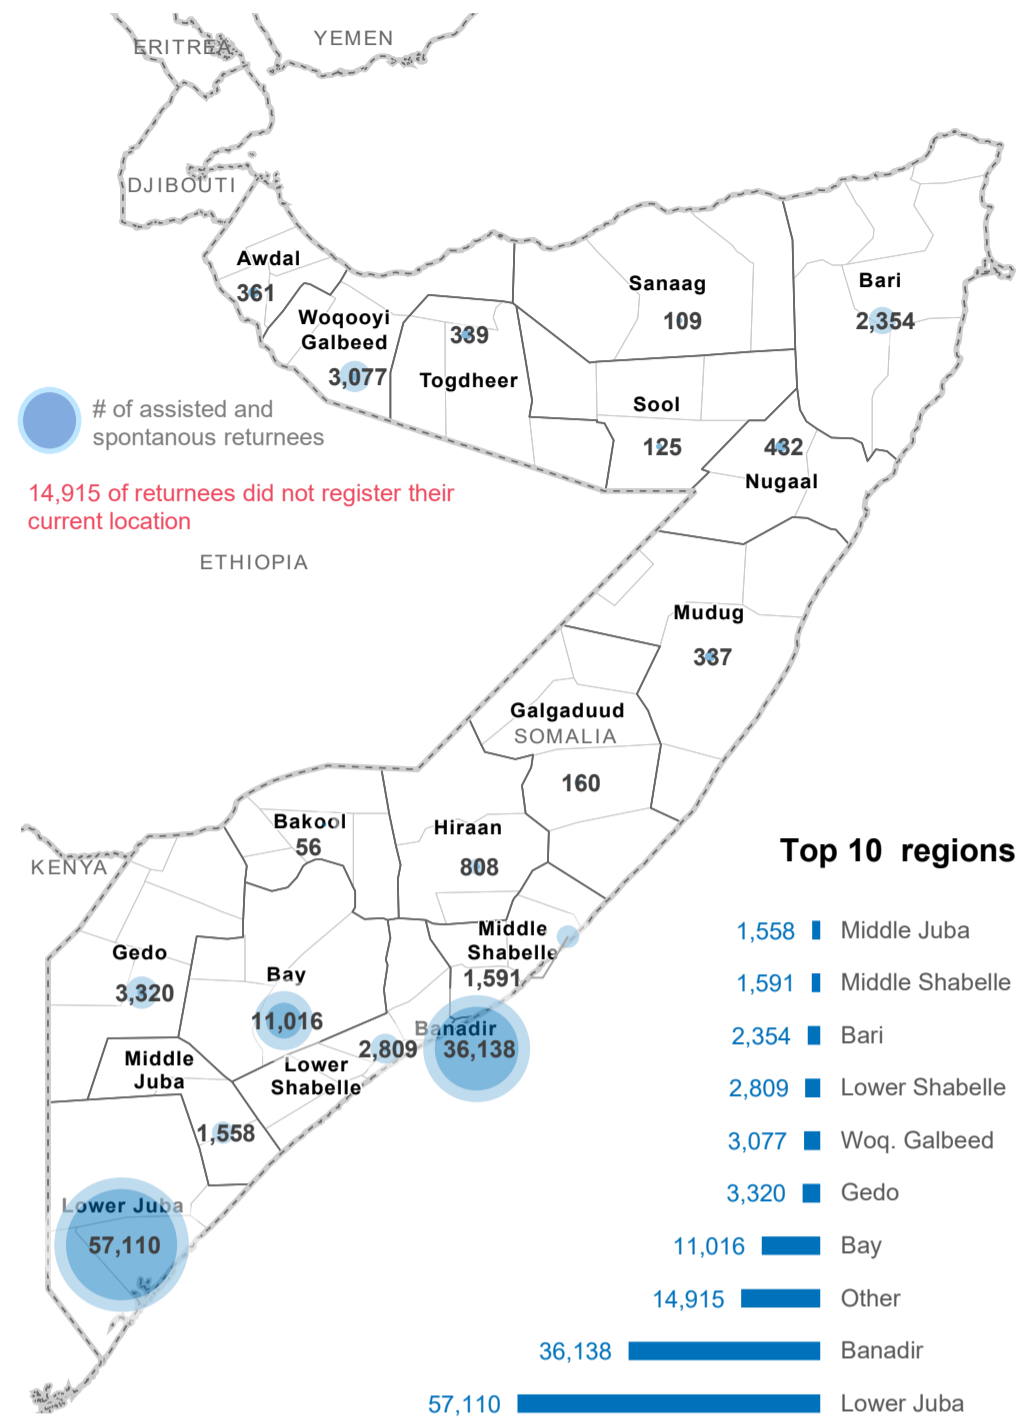 ERITREA
YEMEN
DJIBOUTI
Awdal
361
Woqooyi
Galbeed
3,077
339
Togdheer
Sanaag
109
Bari
2,354
Sool
125
432
Nugaal
# of assisted and
spontanous returnees
14,915 of returnees did not register their
current location
ETHIOPIA
Mudug
337
Galgaduud
SOMALIA
160
Bakool
56
Hiraan
808
KENYA
Gedo
3,320
Bay
11,016
Middle
Shabelle
1,591
Banadir
36,138
2,809
Lower
Shabelle
Middle
Juba
1,558
Lower Juba
57,110
Top 10 regions
1,558 Middle Juba
1,591 Middle Shabelle
2,354 Bari
2,809 Lower Shabelle
3,077 Woq. Galbeed
3,320 Gedo
11,016 Bay
14,915 Other
36,138 Banadir
57,110 Lower Juba